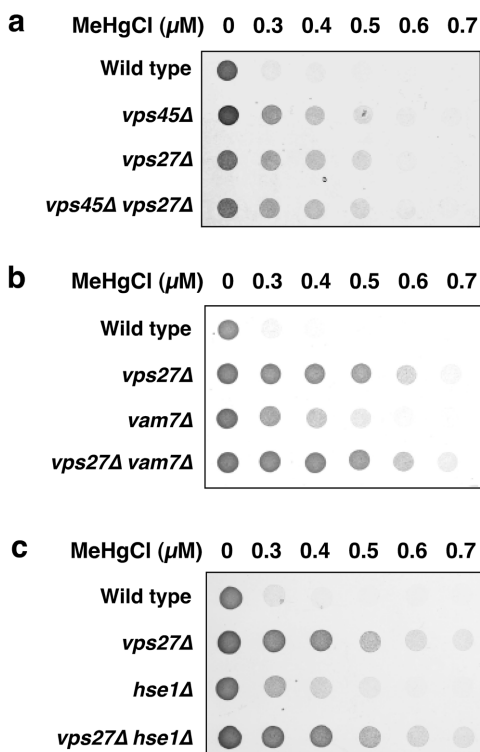 a MeHgCl (µM) 0 0.3 0.4 0.5 0.6 0.7
Wild type
vps45Δ
vps27Δ
vps45Δ vps27Δ
b MeHgCl (µM) 0 0.3 0.4 0.5 0.6 0.7
Wild type
vps27Δ
vam7Δ
vps27Δ vam7Δ
c MeHgCl (µM) 0 0.3 0.4 0.5 0.6 0.7
Wild type
vps27Δ
hse1Δ
vps27Δ hse1Δ